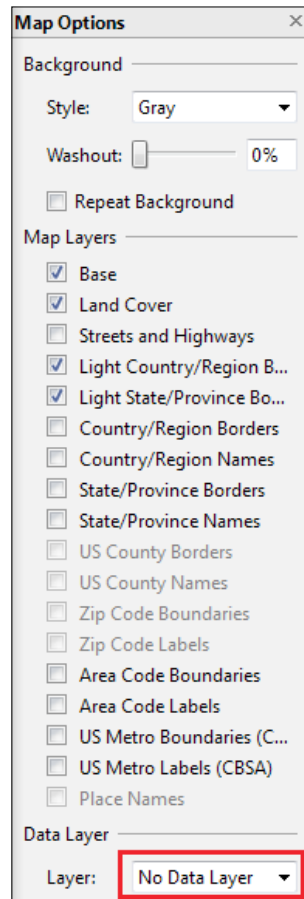 Map Options
Background
Style: Gray
Washout: 0%
Repeat Background
Map Layers
Base
Land Cover
Streets and Highways
Light Country/Region B...
Light State/Province Bo...
Country/Region Borders
Country/Region Names
State/Province Borders
State/Province Names
US County Borders
US County Names
Zip Code Boundaries
Zip Code Labels
Area Code Boundaries
Area Code Labels
US Metro Boundaries (C...
US Metro Labels (CBSA)
Place Names
Data Layer
Layer: No Data Layer